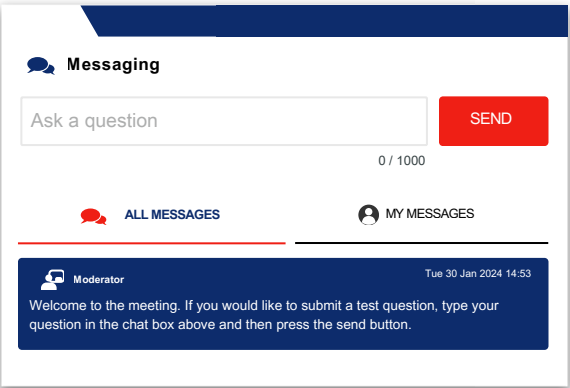 Messaging
Ask a question
SEND
0 / 1000
ALL MESSAGES
MY MESSAGES
Moderator
Tue 30 Jan 2024 14:53
Welcome to the meeting. If you would like to submit a test question, type your
question in the chat box above and then press the send button.